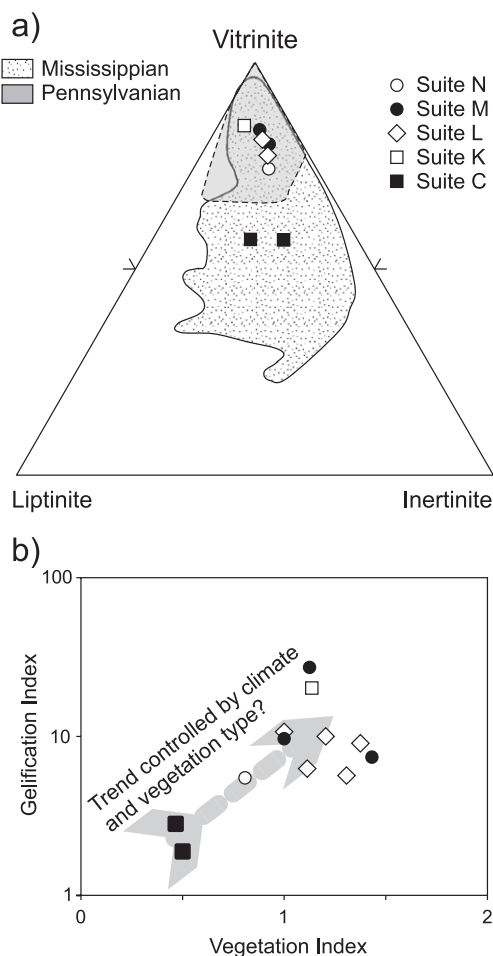 a)
Vitrinite
Mississippian
Pennsylvanian
Suite N
Suite M
Suite L
Suite K
Suite C
Liptinite
Inertinite
b)
100
10
1
Gelification Index
Trend controlled by climate
and vegetation type?
0
1
2
Vegetation Index